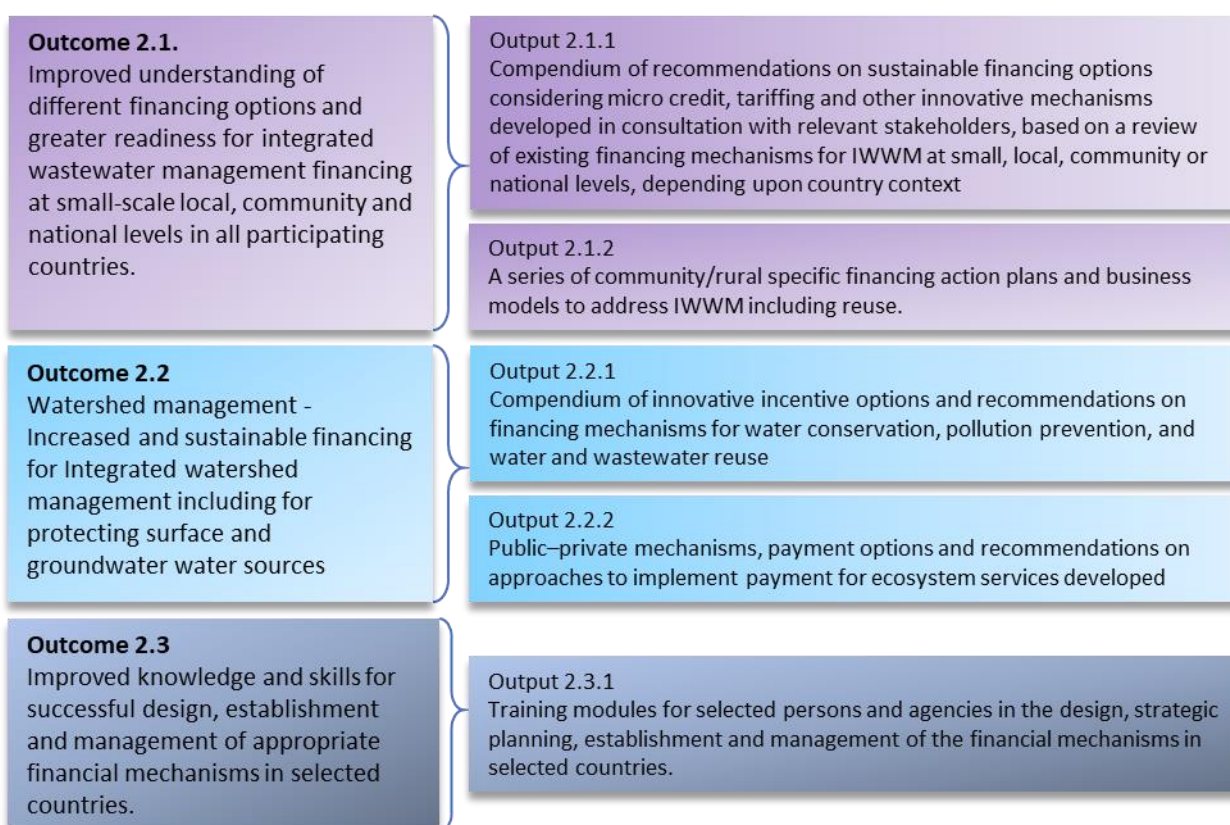 Outcome 2.1.
Improved understanding of
different financing options and
greater readiness for integrated
wastewater management financing
at small-scale local, community and
national levels in all participating
countries.
Output 2.1.1
Compendium of recommendations on sustainable financing options
considering micro credit, tariffing and other innovative mechanisms
developed in consultation with relevant stakeholders, based on a review
of existing financing mechanisms for IWWM at small, local, community or
national levels, depending upon country context
Output 2.1.2
A series of community/rural specific financing action plans and business
models to address IWWM including reuse.
Outcome 2.2
Watershed management -
Increased and sustainable financing
for Integrated watershed
management including for
protecting surface and
groundwater water sources
Output 2.2.1
Compendium of innovative incentive options and recommendations on
financing mechanisms for water conservation, pollution prevention, and
water and wastewater reuse
Output 2.2.2
Public–private mechanisms, payment options and recommendations on
approaches to implement payment for ecosystem services developed
Outcome 2.3
Improved knowledge and skills for
successful design, establishment
and management of appropriate
financial mechanisms in selected
countries.
Output 2.3.1
Training modules for selected persons and agencies in the design, strategic
planning, establishment and management of the financial mechanisms in
selected countries.